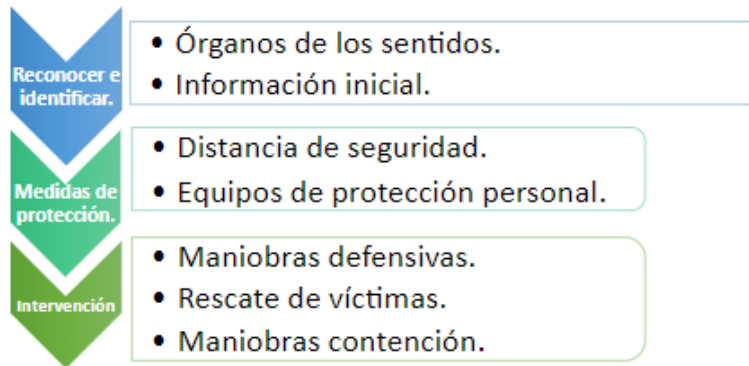 Reconocer e
identificar.
• Órganos de los sentidos.
• Información inicial.
Medidas de
protección.
• Distancia de seguridad.
• Equipos de protección personal.
Intervención
• Maniobras defensivas.
• Rescate de víctimas.
• Maniobras contención.